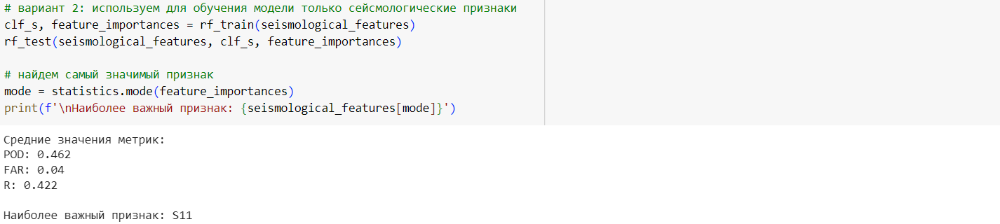 # вариант 2: используем для обучения модели только сейсмологические признаки
clf_s, feature_importances = rf_train(seismological_features)
rf_test(seismological_features, clf_s, feature_importances)
# найдем самый значимый признак
mode = statistics.mode(feature_importances)
print(f'\nНаиболее важный признак: {seismological_features[mode]}')
Средние значения метрик:
POD: 0.462
FAR: 0.04
R: 0.422
Наиболее важный признак: S11